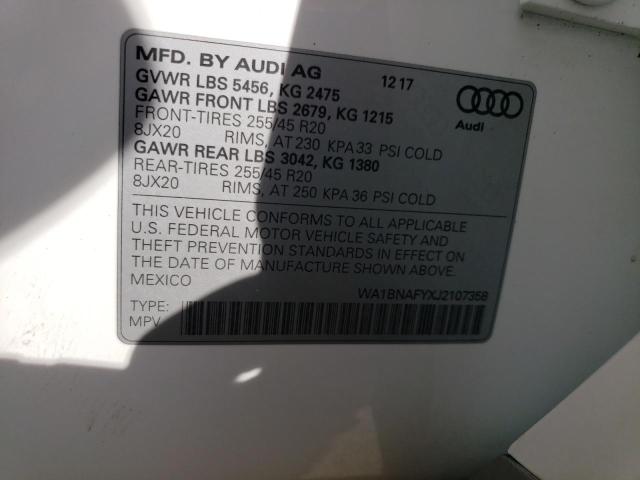 MFD. BY AUDI AG 12 17
GVWR LBS 5456, KG 2475
GAWR FRONT LBS 2679, KG 1215
FRONT-TIRES 255/45 R20
8JX20 RIMS, AT 230 KPA 33 PSI COLD
GAWR REAR LBS 3042, KG 1380
REAR-TIRES 255/45 R20
8JX20 RIMS, AT 250 KPA 36 PSI COLD
Audi
THIS VEHICLE CONFORMS TO ALL APPLICABLE
U.S. FEDERAL MOTOR VEHICLE SAFETY AND
THEFT PREVENTION STANDARDS IN EFFECT ON
THE DATE OF MANUFACTURE SHOWN ABOVE
MEXICO
WA1BNAFYXJ2107358
TYPE:
MPV